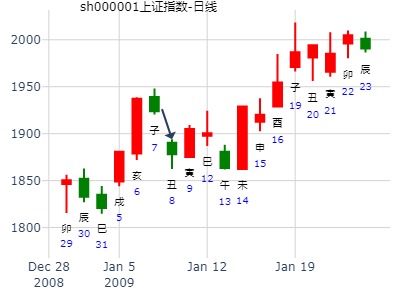 sh000001上证指数-日线
2000
1950
1900
1850
1800
卯
29
辰
30
巳
31
戌
5
亥
6
子
7
丑
8
寅
9
巳
12
午
13
未
14
申
15
酉
16
子
19
丑
20
寅
21
卯
22
辰
23
Dec 28
2008
Jan 5
2009
Jan 12
Jan 19